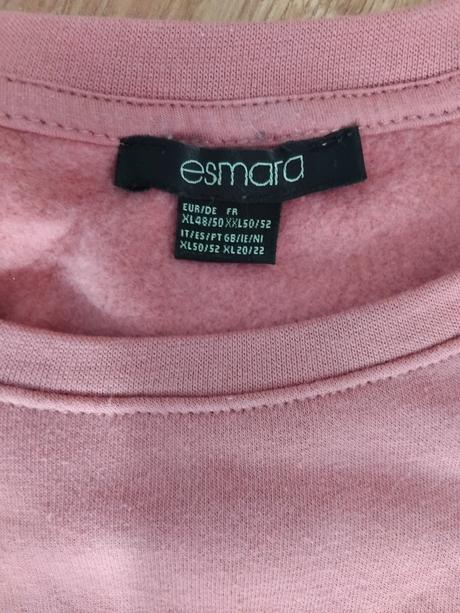 esmara
EUR/DE FR
XL48/50 XXL50/52
IT/ES/PT GB/IE/NI
XL50/52 XL20/22